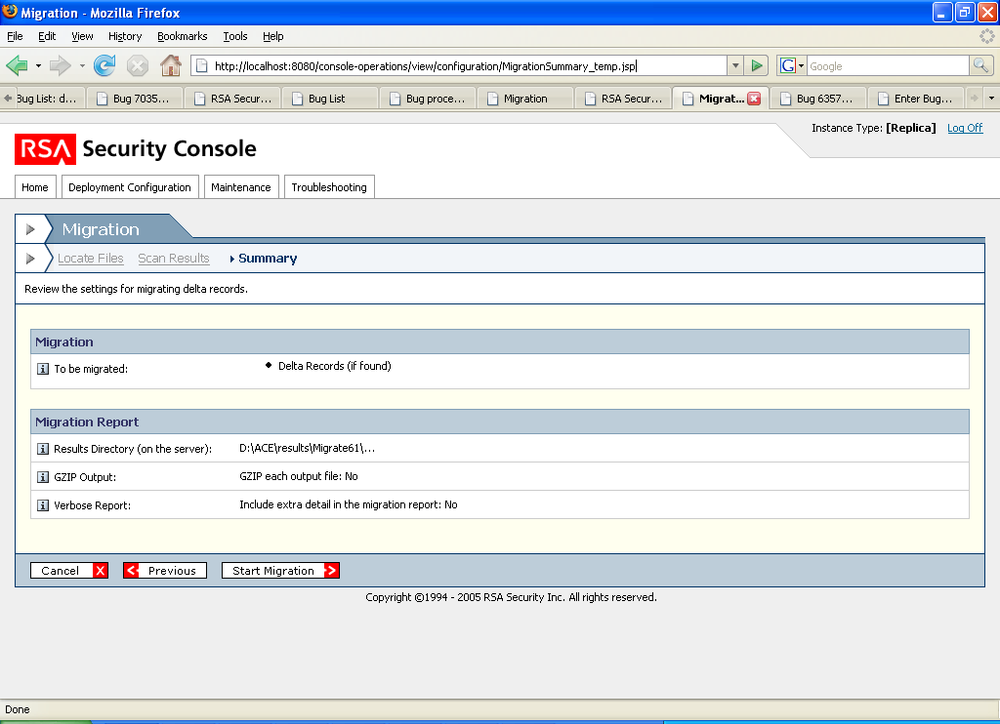 Migration - Mozilla Firefox
File Edit View History Bookmarks Tools Help
http://localhost:8080/console-operations/view/configuration/MigrationSummary_temp.jsp
G Google
Bug List: d... Bug 7035... RSA Secur... Bug List Bug proce... Migration RSA Secur... Migrat... Bug 6357... Enter Bug...
Instance Type: [Replica] Log Off
RSA Security Console
Home Deployment Configuration Maintenance Troubleshooting
Migration
Locate Files Scan Results Summary
Review the settings for migrating delta records.
Migration
To be migrated: Delta Records (if found)
Migration Report
Results Directory (on the server): D:\ACE\results\Migrate61\...
GZIP Output: GZIP each output file: No
Verbose Report: Include extra detail in the migration report: No
Cancel X Previous Start Migration
Copyright ©1994 - 2005 RSA Security Inc. All rights reserved.
Done